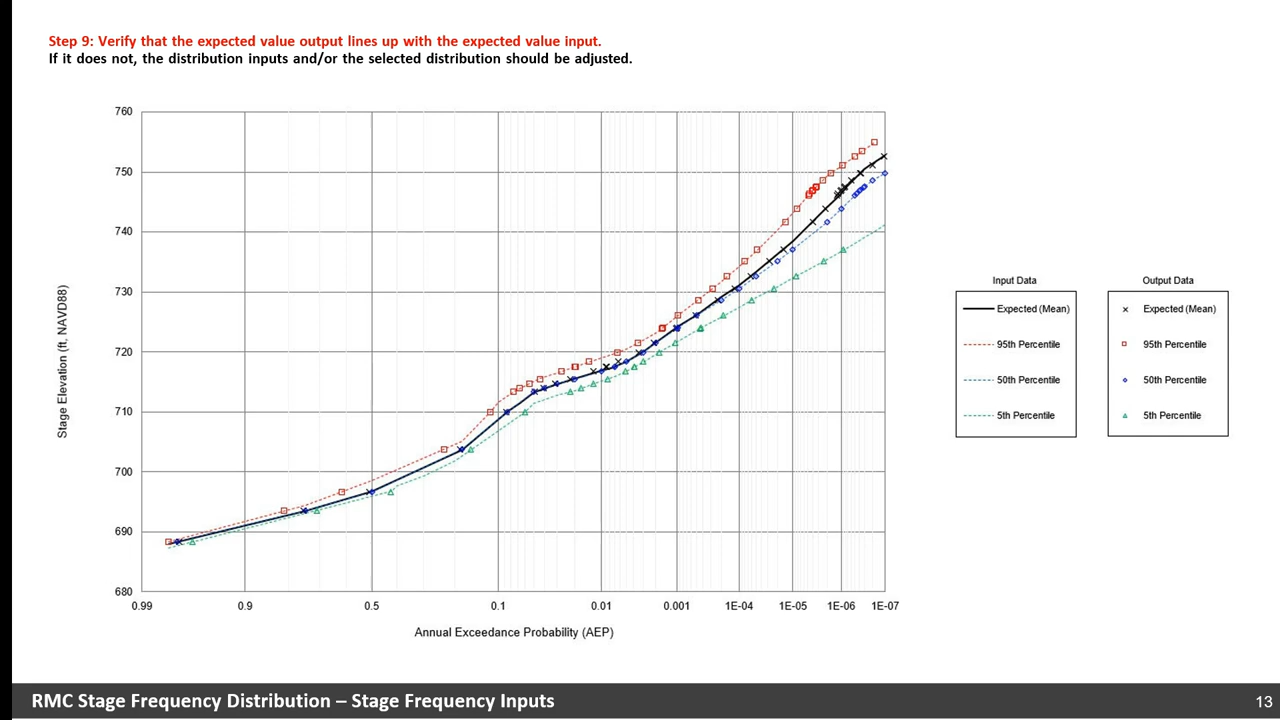 Step 9: Verify that the expected value output lines up with the expected value input.
If it does not, the distribution inputs and/or the selected distribution should be adjusted.
760
750
740
730
720
710
700
690
680
Stage Elevation (ft. NAVD88)
0.99 0.9 0.5 0.1 0.01 0.001 1E-04 1E-05 1E-06 1E-07
Annual Exceedance Probability (AEP)
Input Data
Expected (Mean)
95th Percentile
50th Percentile
5th Percentile
Output Data
Expected (Mean)
95th Percentile
50th Percentile
5th Percentile
RMC Stage Frequency Distribution – Stage Frequency Inputs
13